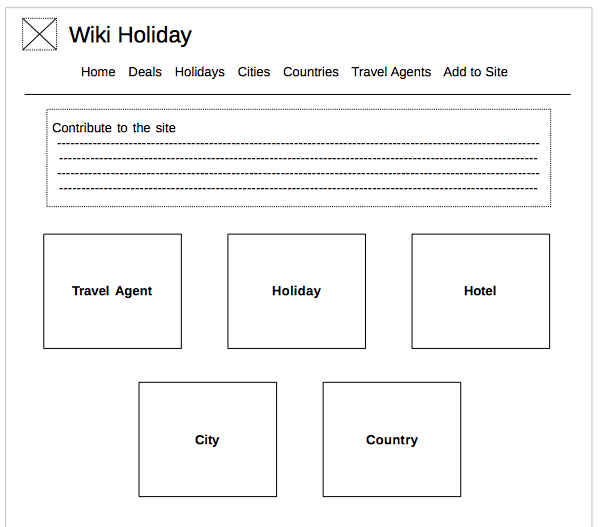 Wiki Holiday
Home Deals Holidays Cities Countries Travel Agents Add to Site
Contribute to the site
Travel Agent Holiday Hotel
City Country